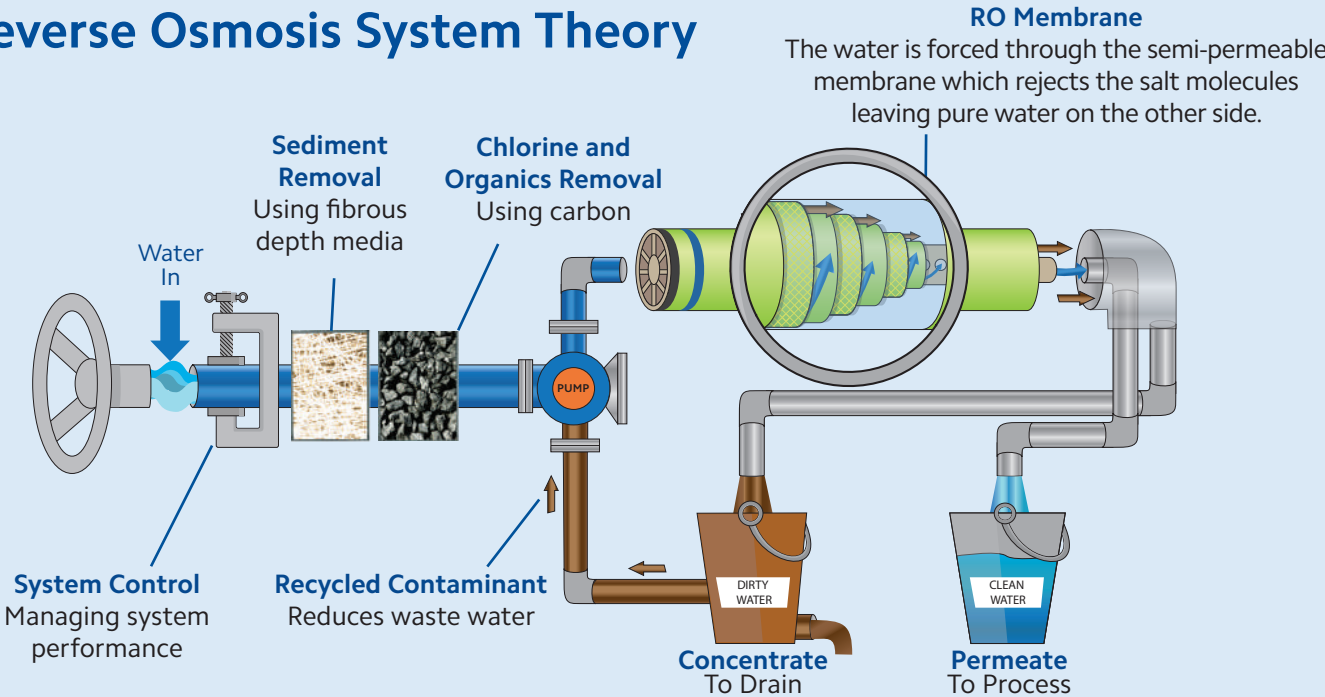 everse Osmosis System Theory
RO Membrane
The water is forced through the semi-permeable
membrane which rejects the salt molecules
leaving pure water on the other side.
Sediment
Removal
Using fibrous
depth media
Chlorine and
Organics Removal
Using carbon
Water
In
PUMP
System Control
Managing system
performance
Recycled Contaminant
Reduces waste water
DIRTY
WATER
CLEAN
WATER
Concentrate
To Drain
Permeate
To Process